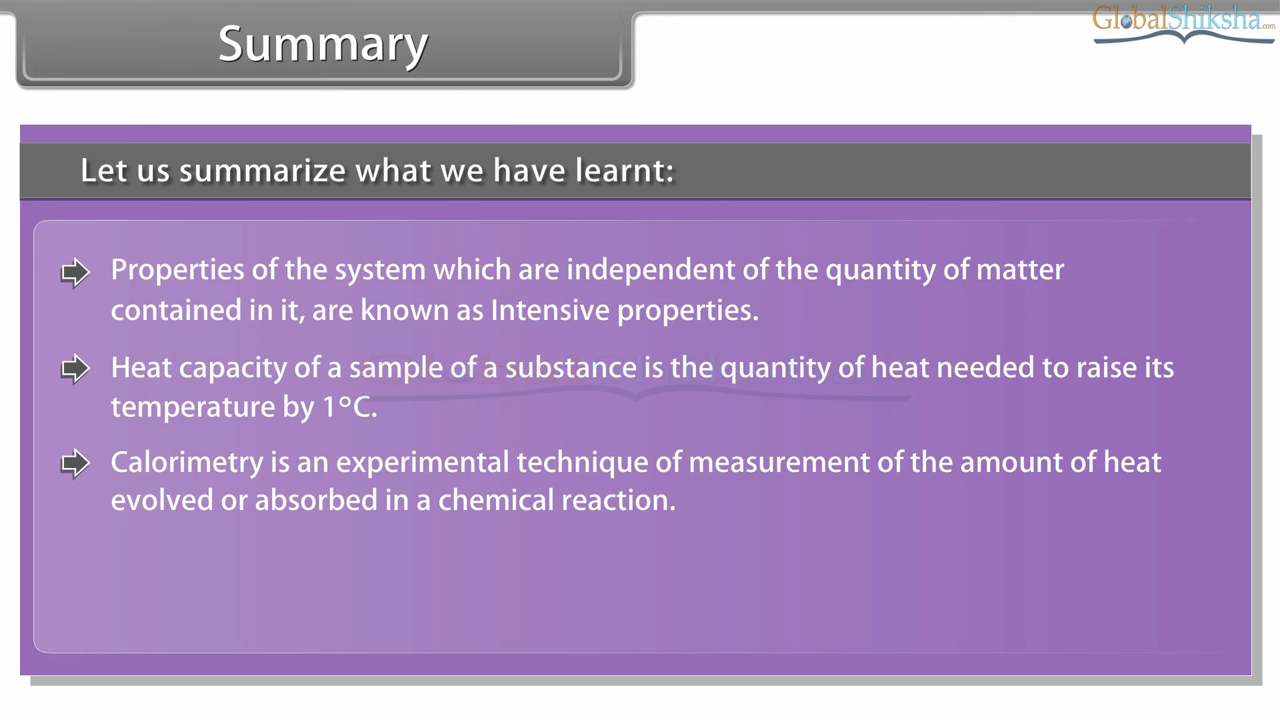 Summary
GlobalShiksha.com
Let us summarize what we have learnt:
Properties of the system which are independent of the quantity of matter
contained in it, are known as Intensive properties.
Heat capacity of a sample of a substance is the quantity of heat needed to raise its
temperature by 1°C.
Calorimetry is an experimental technique of measurement of the amount of heat
evolved or absorbed in a chemical reaction.